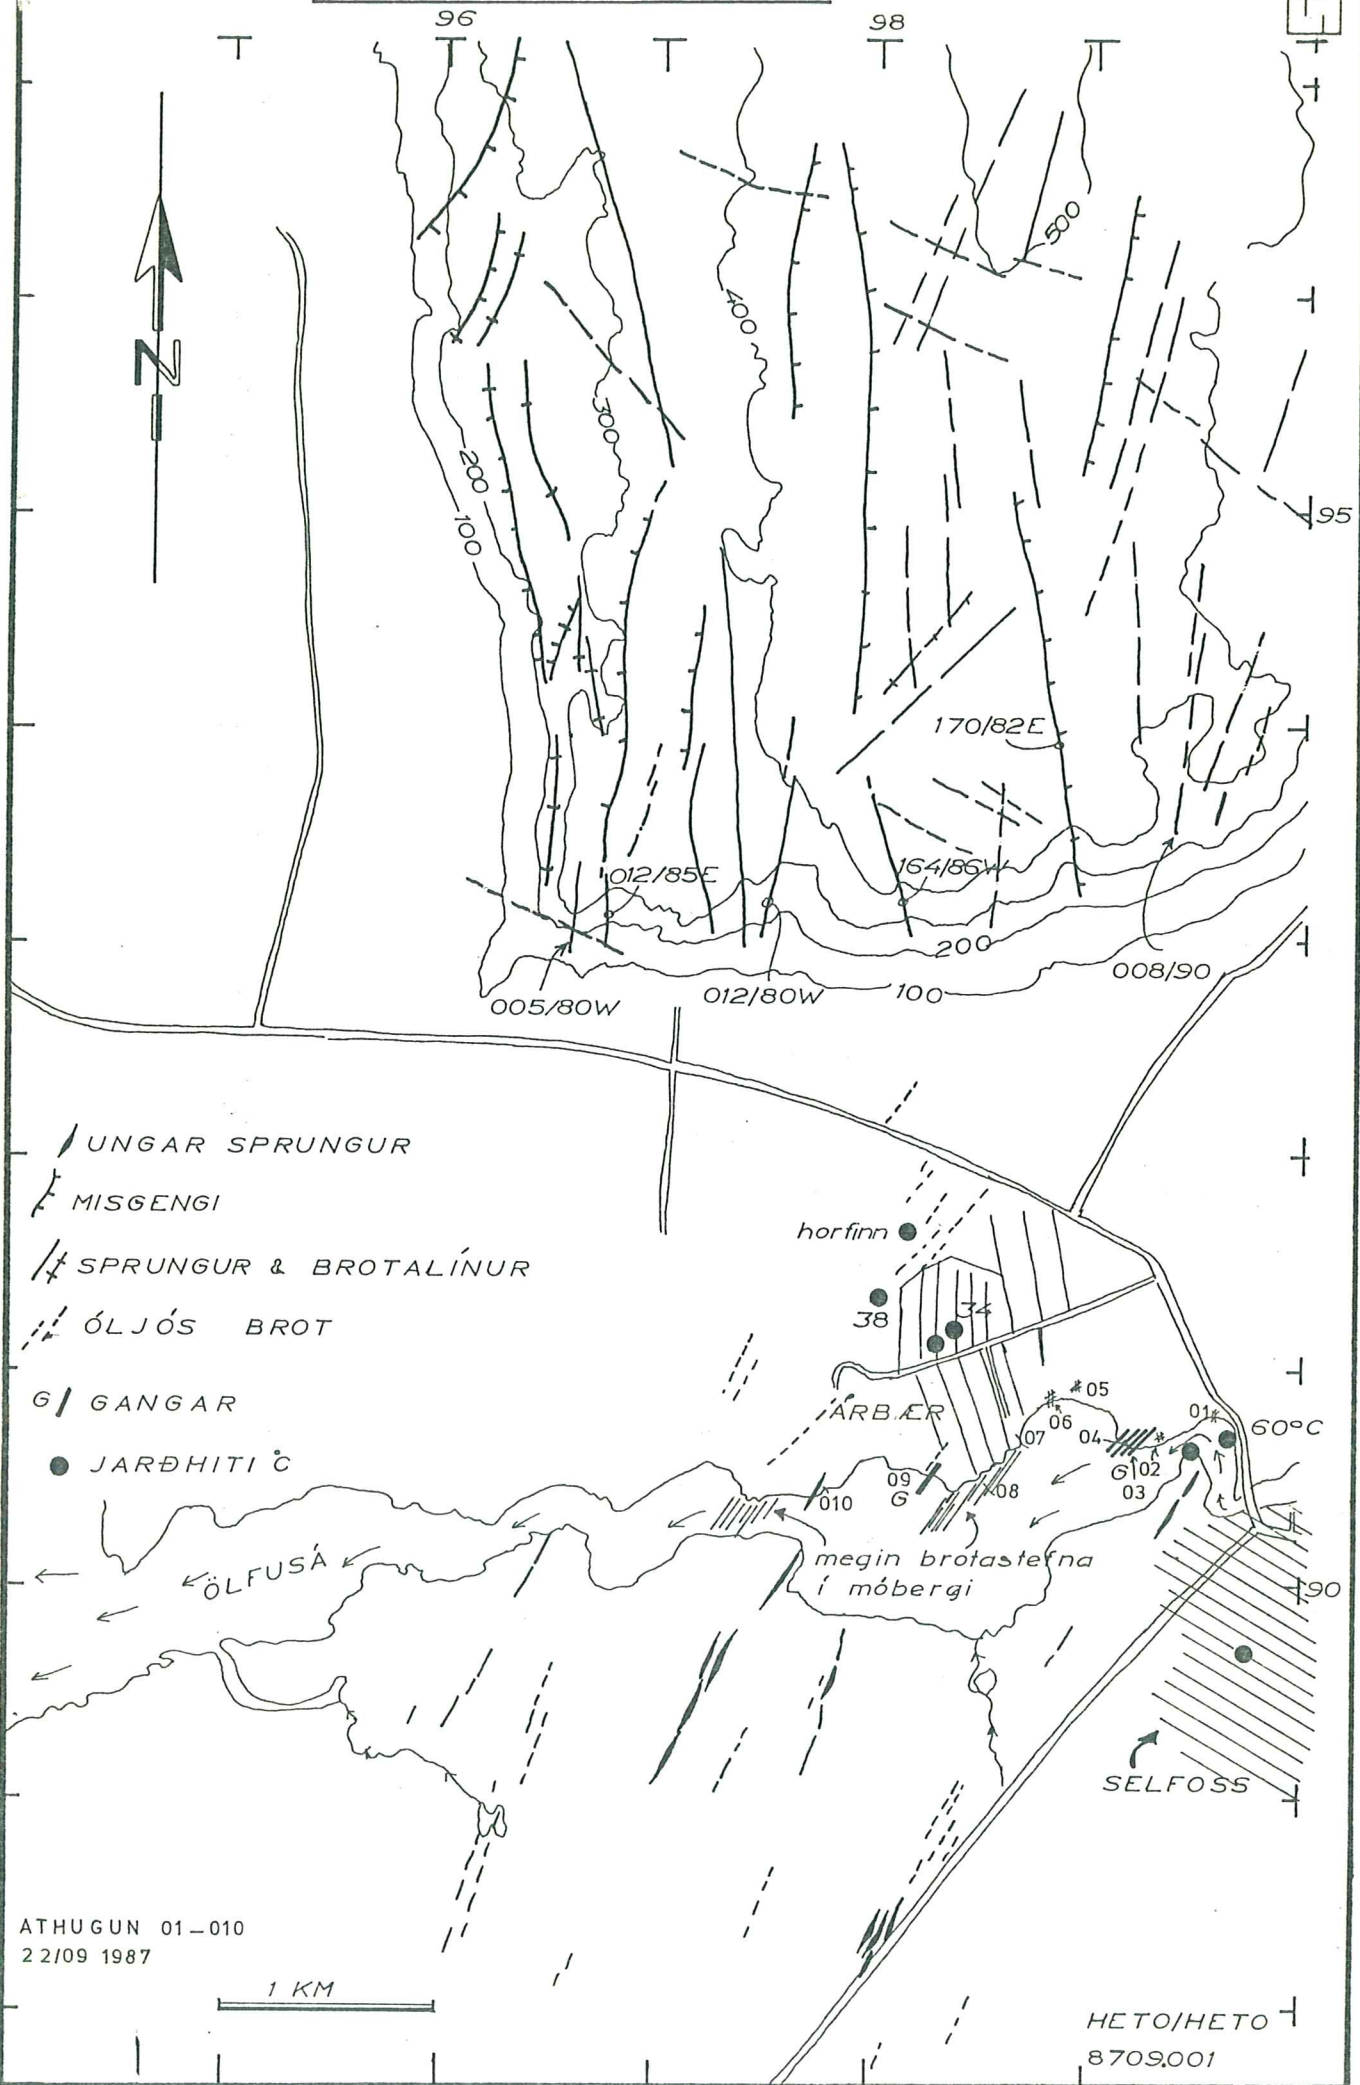 96
98
N
500
400
300
200
100
95
170/82E
012/85E
164/86W
200
008/90
005/80W
012/80W
100
UNGAR SPRUNGUR
MISGENGI
SPRUNGUR & BROTALÍNUR
ÓLJÓS BROT
G GANGAR
JARÐHITI °C
horfinn
38
34
ÁRBÆR
05
06
01
07
04
60°C
G
02
03
09
G
08
010
megin brotastefna
í móbergi
ÖLFUSÁ
90
SELFOSS
ATHUGUN 01-010
22/09 1987
1 KM
HETO/HETO
8709.001